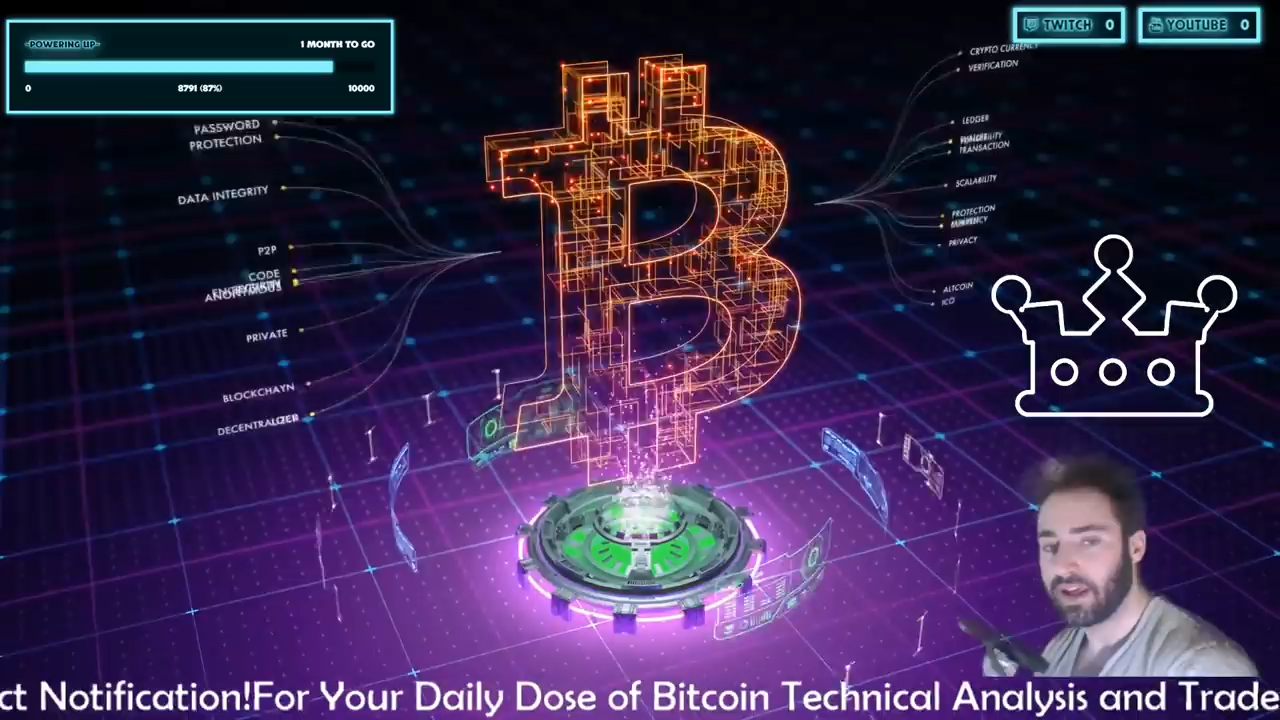 -POWERING UP-
1 MONTH TO GO
0
8791 (87%)
10000
TWITCH 0
YOUTUBE 0
PASSWORD
PROTECTION
DATA INTEGRITY
P2P
CODE
ANONYMOUS
PRIVATE
BLOCKCHAYN
CRYPTO CURRENCY
VERIFICATION
LEDGER
TRANSACTION
SCALABILITY
PROTECTION
PRIVACY
ALTCOIN
ICO
ct Notification!For Your Daily Dose of Bitcoin Technical Analysis and Trade